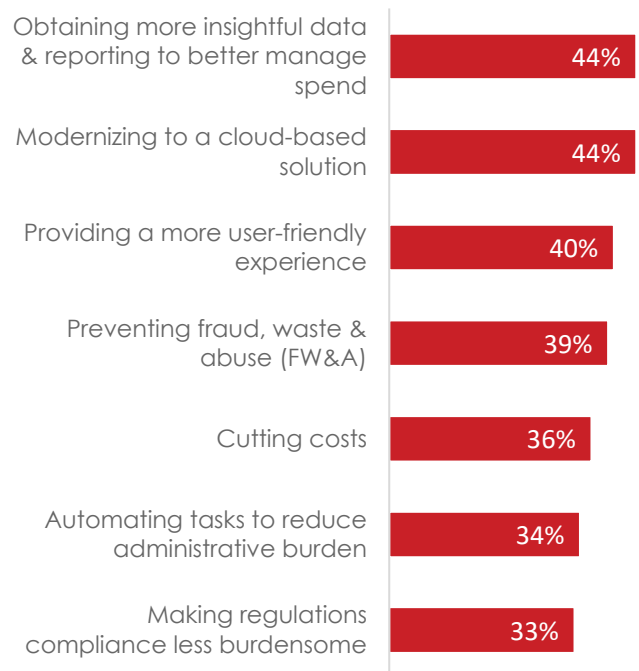 Obtaining more insightful data
& reporting to better manage
spend
44%
Modernizing to a cloud-based
solution
44%
Providing a more user-friendly
experience
40%
Preventing fraud, waste &
abuse (FW&A)
39%
Cutting costs
36%
Automating tasks to reduce
administrative burden
34%
Making regulations
compliance less burdensome
33%